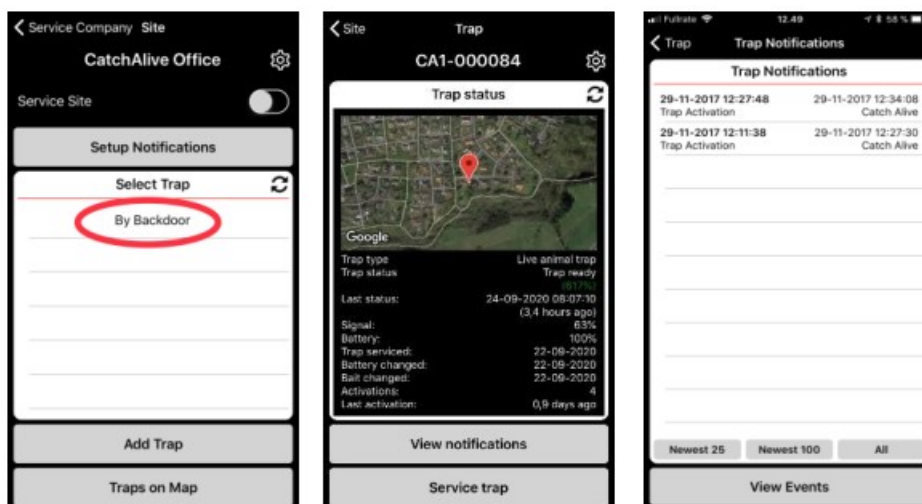 Service Company Site
CatchAlive Office
Service Site
Setup Notifications
Select Trap
By Backdoor
Add Trap
Traps on Map
Site Trap
CA1-000084
Trap status
Google
Trap type Live animal trap
Trap status Trap ready
(617%)
Last status: 24-09-2020 08:07:10
(3,4 hours ago)
Signal: 63%
Battery: 100%
Trap serviced: 22-09-2020
Battery changed: 22-09-2020
Bait changed: 22-09-2020
Activations: 4
Last activation: 0,9 days ago
View notifications
Service trap
Fullrate 12.49 58 %
Trap Trap Notifications
Trap Notifications
29-11-2017 12:27:48 29-11-2017 12:34:08
Trap Activation Catch Alive
29-11-2017 12:11:38 29-11-2017 12:27:30
Trap Activation Catch Alive
Newest 25 Newest 100 All
View Events